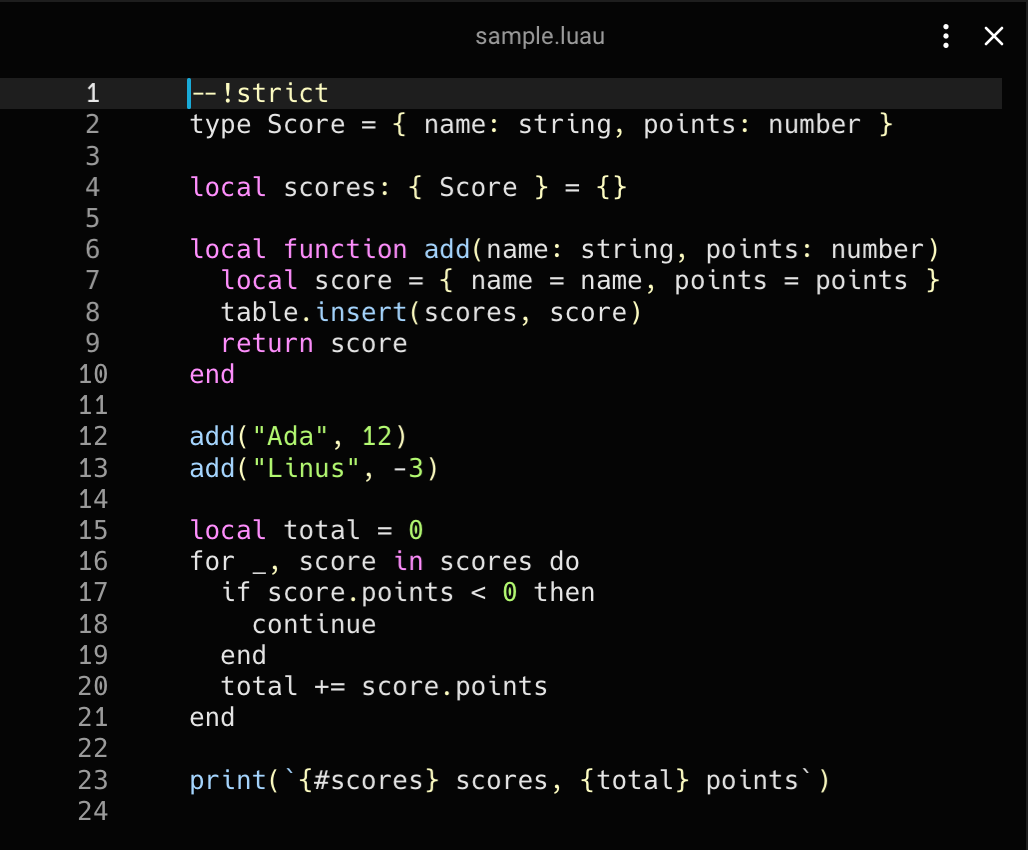 sample.luau
1 --!strict
2 type Score = { name: string, points: number }
3
4 local scores: { Score } = {}
5
6 local function add(name: string, points: number)
7   local score = { name = name, points = points }
8   table.insert(scores, score)
9   return score
10 end
11
12 add("Ada", 12)
13 add("Linus", -3)
14
15 local total = 0
16 for _, score in scores do
17   if score.points < 0 then
18     continue
19   end
20   total += score.points
21 end
22
23 print(`{#scores} scores, {total} points`)
24